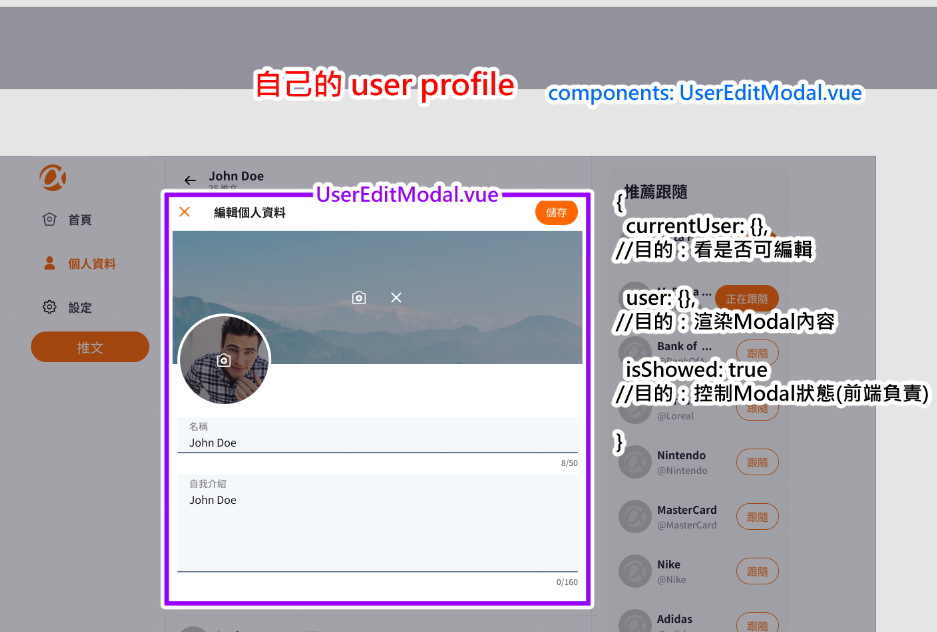 自己的 user profile
components: UserEditModal.vue
John Doe
25 推文
首頁
個人資料
設定
推文
UserEditModal.vue
編輯個人資料
儲存
名稱
John Doe
8/50
自我介紹
John Doe
0/160
推薦跟隨
{
currentUser: {},
//目的：看是否可編輯
正在跟隨
user: {},
//目的：渲染Modal內容
Bank of ...
跟隨
isShowed: true
//目的：控制Modal狀態(前端負責)
跟隨
@Loreal
}
Nintendo
@Nintendo
跟隨
MasterCard
@MasterCard
跟隨
Nike
@Nike
跟隨
Adidas
跟隨